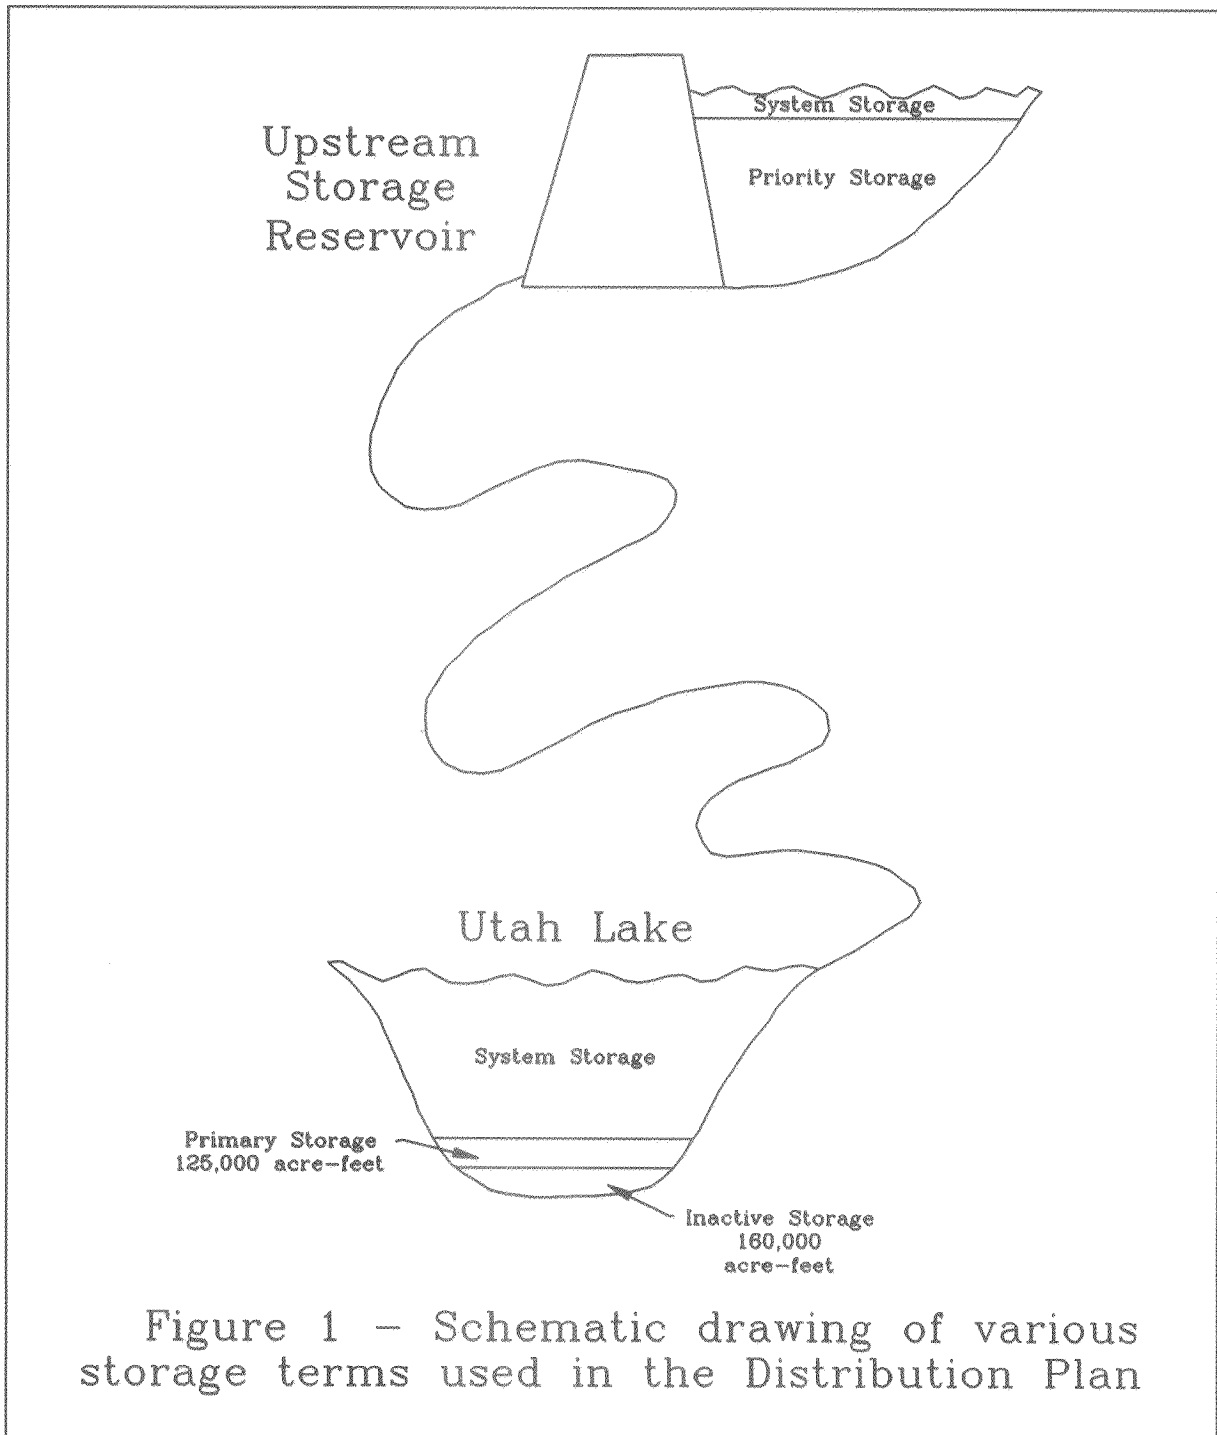 Upstream
Storage
Reservoir
System Storage
Priority Storage
Utah Lake
System Storage
Primary Storage
125,000 acre-feet
Inactive Storage
160,000
acre-feet
Figure 1 – Schematic drawing of various
storage terms used in the Distribution Plan